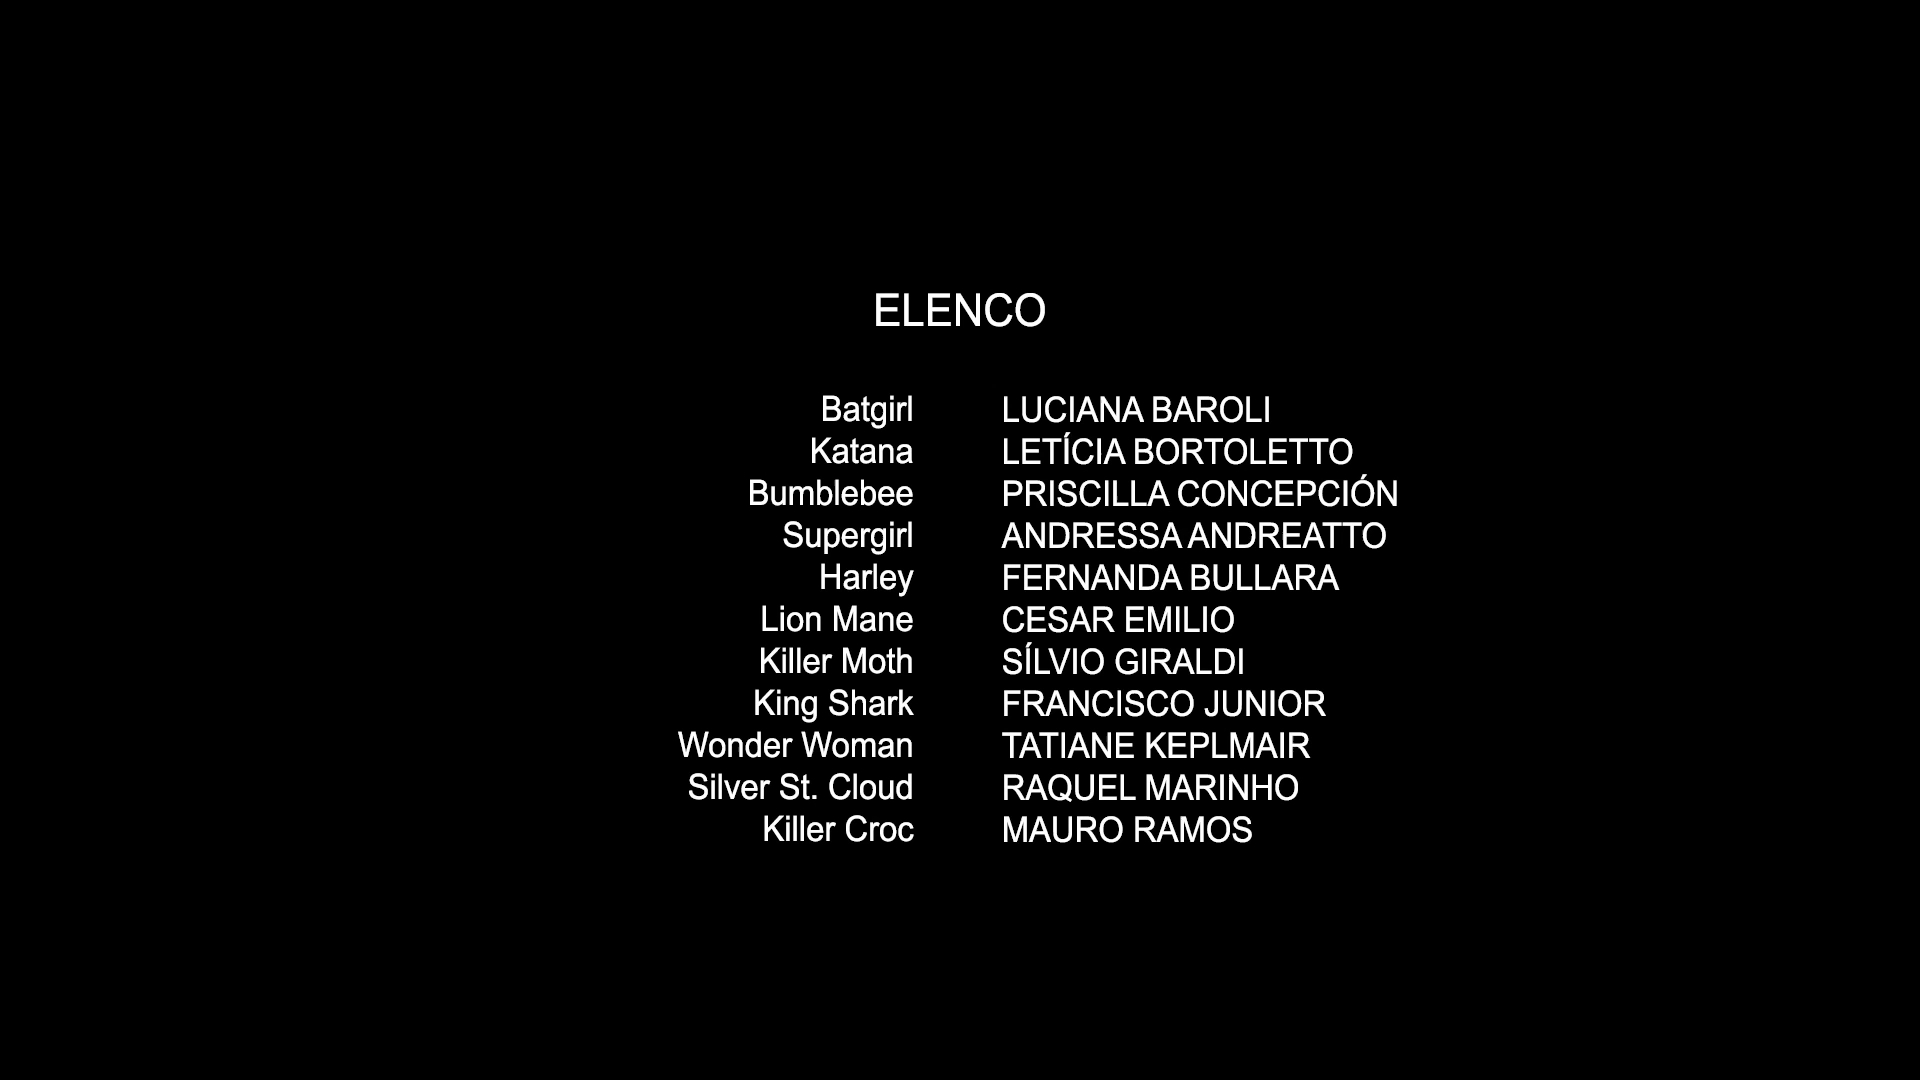 ELENCO
Batgirl LUCIANA BAROLI
Katana LETÍCIA BORTOLETTO
Bumblebee PRISCILLA CONCEPCIÓN
Supergirl ANDRESSA ANDREATTO
Harley FERNANDA BULLARA
Lion Mane CESAR EMILIO
Killer Moth SÍLVIO GIRALDI
King Shark FRANCISCO JUNIOR
Wonder Woman TATIANE KEPLMAIR
Silver St. Cloud RAQUEL MARINHO
Killer Croc MAURO RAMOS